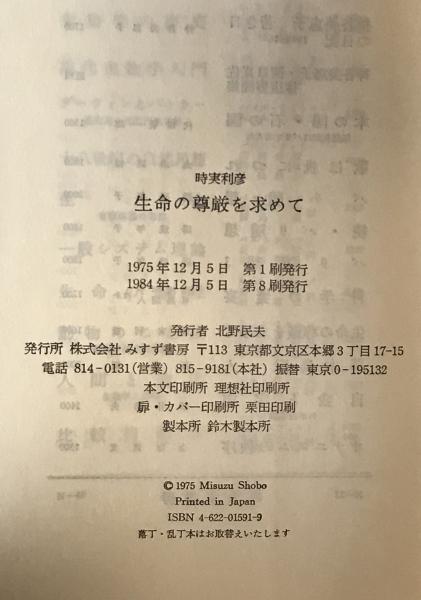 時実利彦
生命の尊厳を求めて
1975年12月5日 第1刷発行
1984年12月5日 第8刷発行
発行者 北野民夫
発行所 株式会社 みすず書房 〒113 東京都文京区本郷3丁目17-15
電話 814-0131(営業) 815-9181(本社) 振替 東京0-195132
本文印刷所 理想社印刷所
扉・カバー印刷所 栗田印刷
製本所 鈴木製本所
© 1975 Misuzu Shobo
Printed in Japan
ISBN 4-622-01591-9
落丁・乱丁本はお取替えいたします